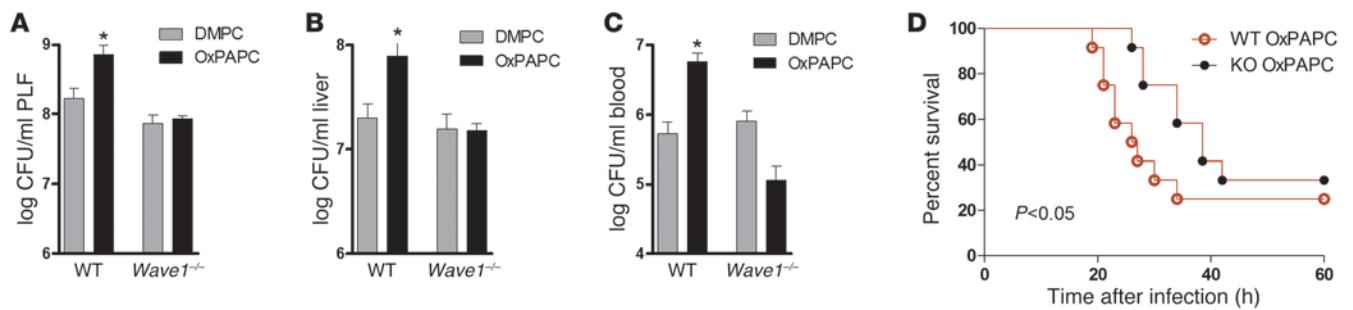 A
log CFU/ml PLF
9
8
7
6
*
DMPC
OxPAPC
WT
Wave1–/–
B
log CFU/ml liver
8
7
6
*
DMPC
OxPAPC
WT
Wave1–/–
C
log CFU/ml blood
7
6
5
4
*
DMPC
OxPAPC
WT
Wave1–/–
D
Percent survival
100
80
60
40
20
0
WT OxPAPC
KO OxPAPC
P<0.05
0
20
40
60
Time after infection (h)